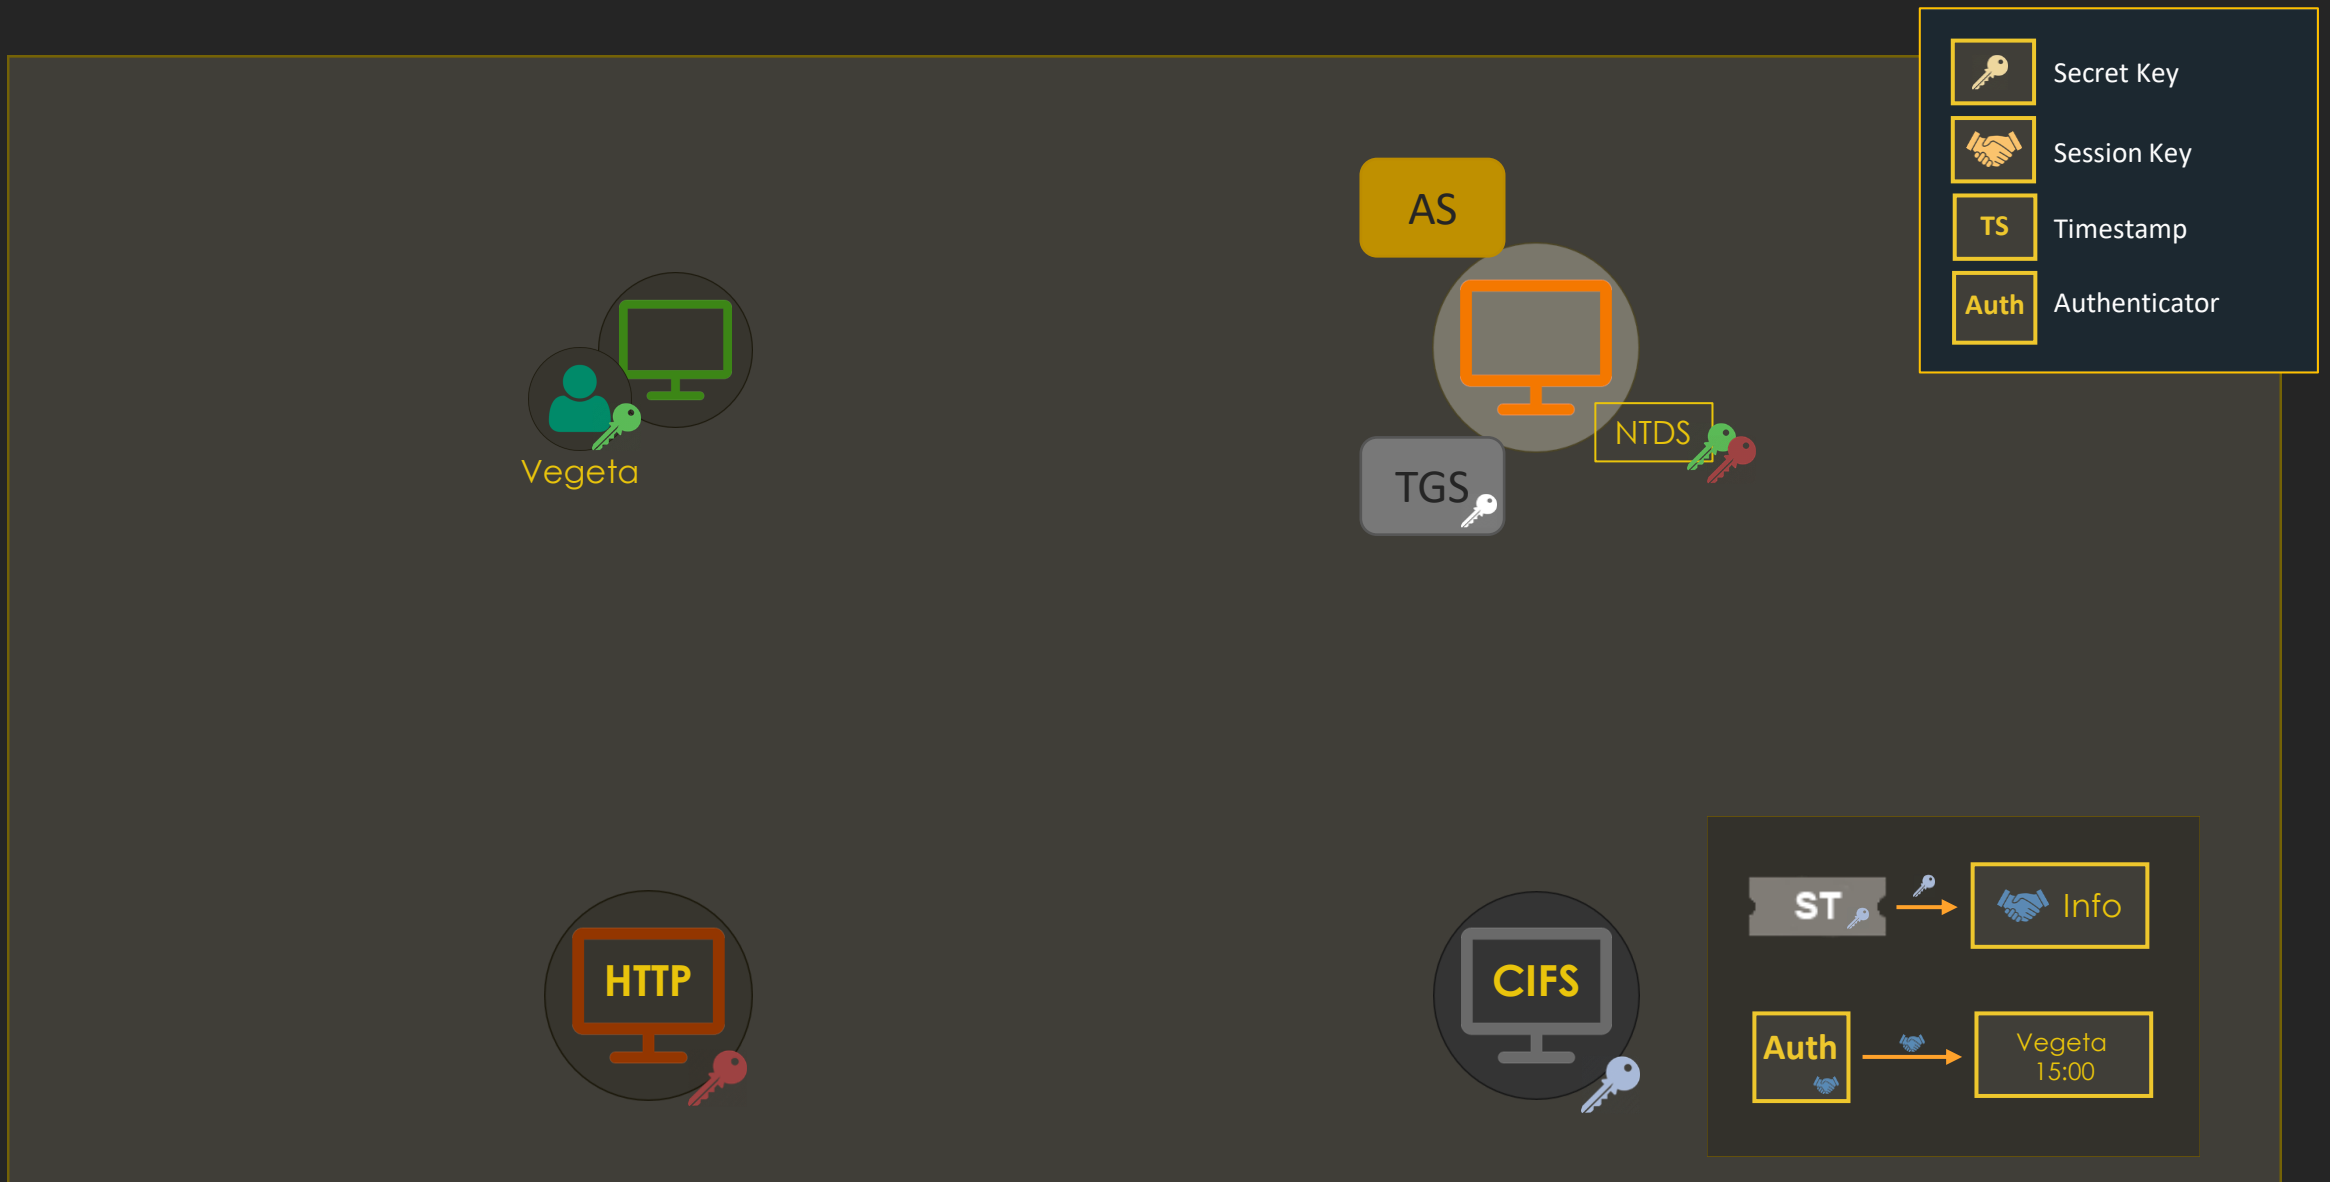 Secret Key
Session Key
TS
Timestamp
Auth
Authenticator
AS
NTDS
TGS
Vegeta
HTTP
CIFS
ST
Info
Auth
Vegeta
15:00